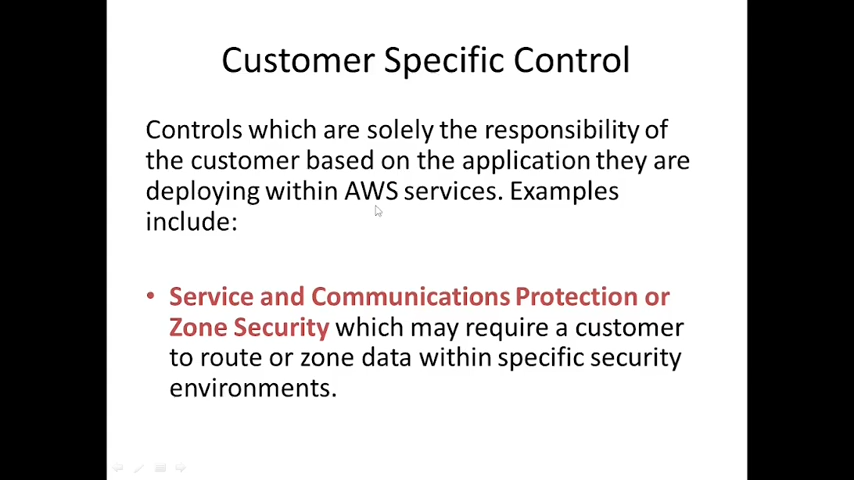 Customer Specific Control
Controls which are solely the responsibility of
the customer based on the application they are
deploying within AWS services. Examples
include:
• Service and Communications Protection or
Zone Security which may require a customer
to route or zone data within specific security
environments.